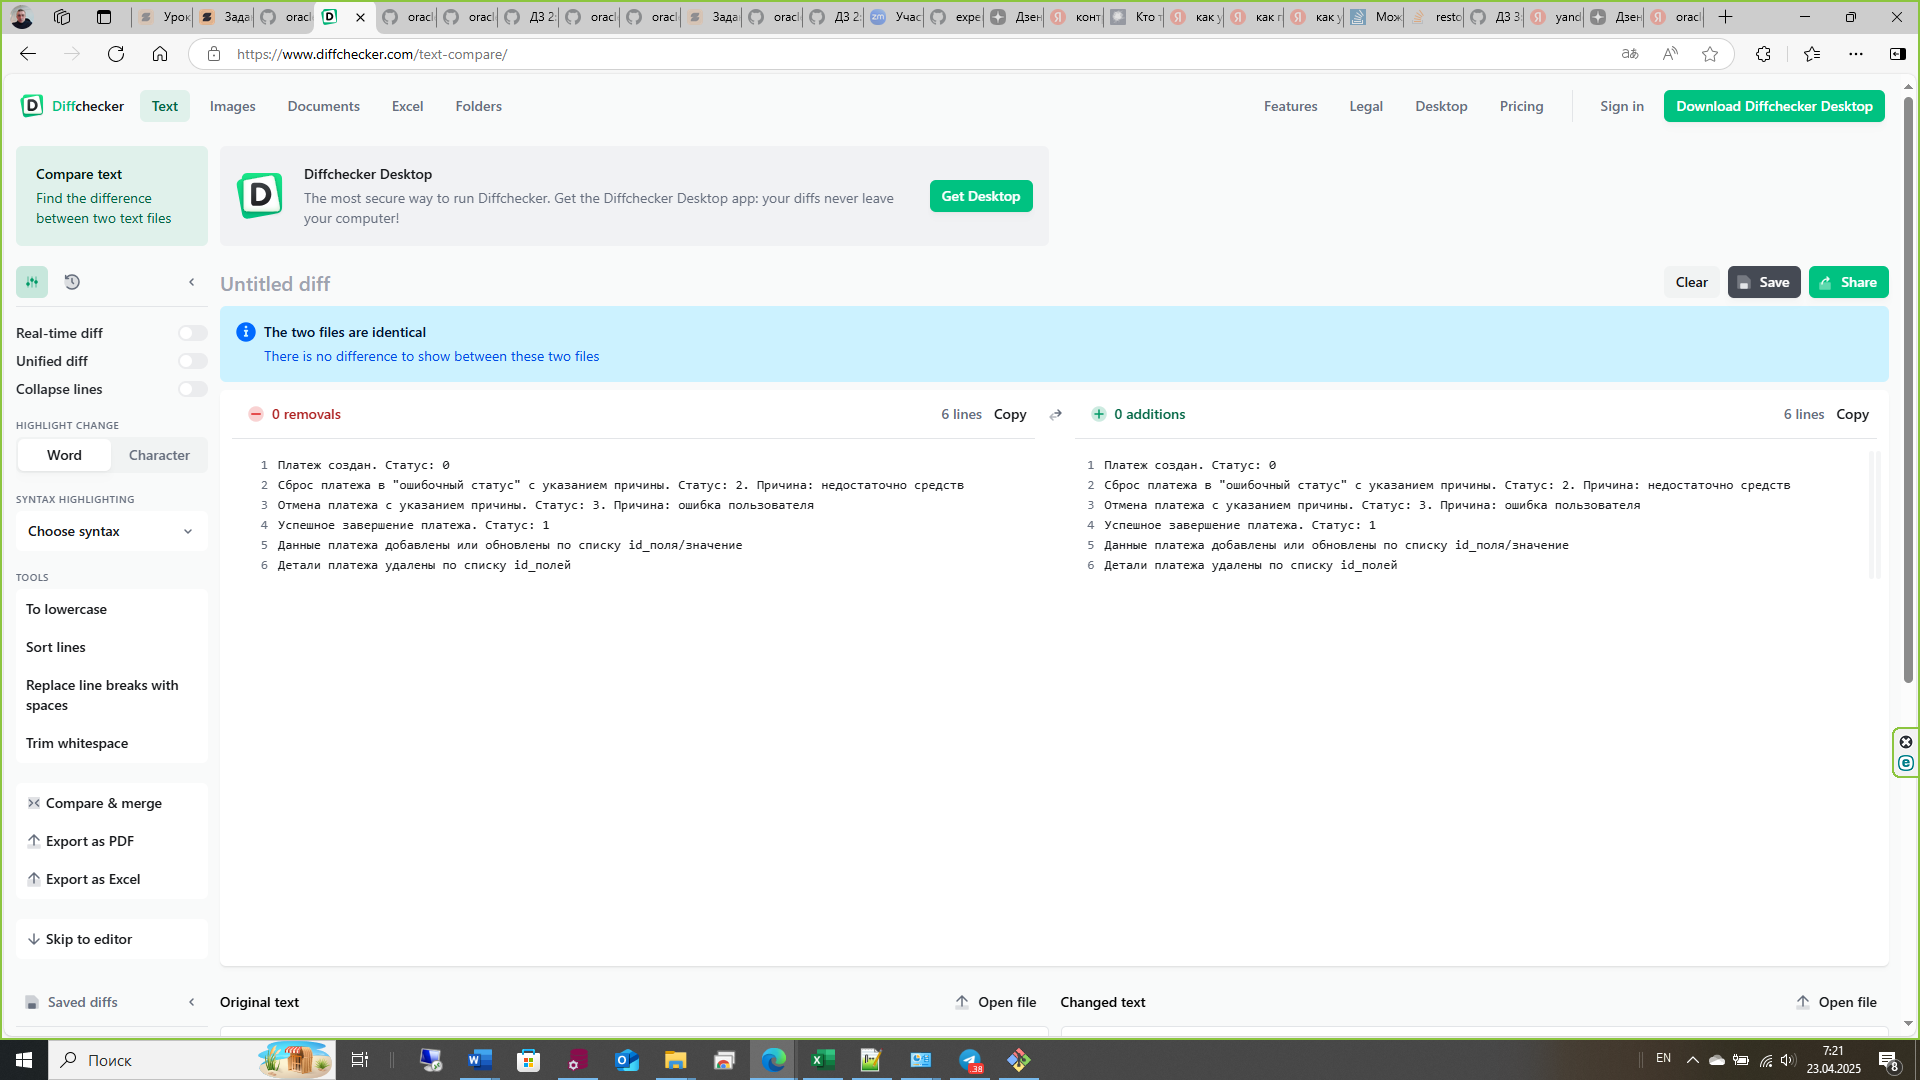 Урок
Зада
oracl
oracl
oracl
ДЗ 2:
oracl
oracl
Зада
oracl
ДЗ 2:
Учас
expe
Дзен
конт
Кто т
как у
как г
как у
Мож
resto
ДЗ 3:
yand
Дзен
oracl
https://www.diffchecker.com/text-compare/
Diffchecker
Text
Images
Documents
Excel
Folders
Features
Legal
Desktop
Pricing
Sign in
Download Diffchecker Desktop
Compare text
Find the difference
between two text files
Diffchecker Desktop
The most secure way to run Diffchecker. Get the Diffchecker Desktop app: your diffs never leave
your computer!
Get Desktop
Untitled diff
Clear
Save
Share
The two files are identical
There is no difference to show between these two files
Real-time diff
Unified diff
Collapse lines
HIGHLIGHT CHANGE
Word
Character
SYNTAX HIGHLIGHTING
Choose syntax
TOOLS
To lowercase
Sort lines
Replace line breaks with
spaces
Trim whitespace
Compare & merge
Export as PDF
Export as Excel
Skip to editor
Saved diffs
0 removals
6 lines
Copy
1 Платеж создан. Статус: 0
2 Сброс платежа в "ошибочный статус" с указанием причины. Статус: 2. Причина: недостаточно средств
3 Отмена платежа с указанием причины. Статус: 3. Причина: ошибка пользователя
4 Успешное завершение платежа. Статус: 1
5 Данные платежа добавлены или обновлены по списку id_поля/значение
6 Детали платежа удалены по списку id_полей
0 additions
6 lines
Copy
1 Платеж создан. Статус: 0
2 Сброс платежа в "ошибочный статус" с указанием причины. Статус: 2. Причина: недостаточно средств
3 Отмена платежа с указанием причины. Статус: 3. Причина: ошибка пользователя
4 Успешное завершение платежа. Статус: 1
5 Данные платежа добавлены или обновлены по списку id_поля/значение
6 Детали платежа удалены по списку id_полей
Original text
Open file
Changed text
Open file
Поиск
.38
EN
7:21
23.04.2025
8